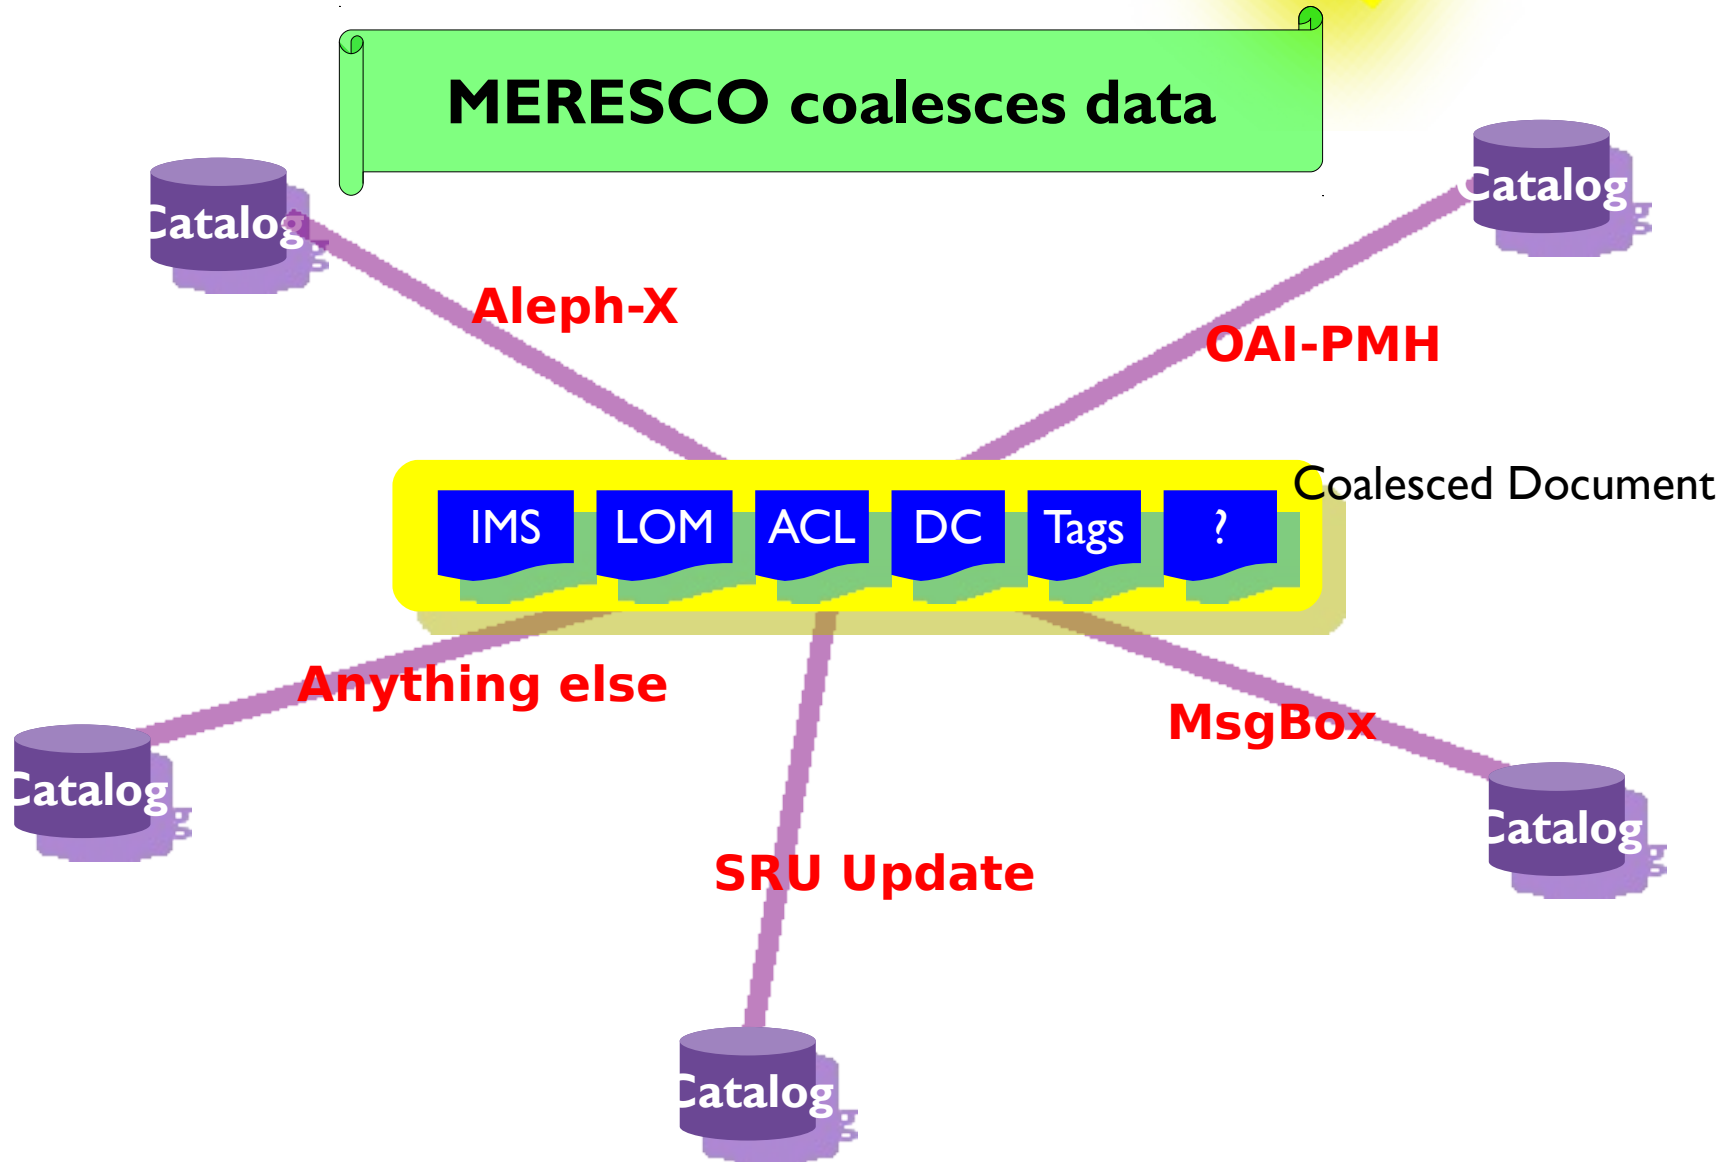 MERESCO coalesces data
Catalog
Catalog
Aleph-X
OAI-PMH
Coalesced Document
IMS
LOM
ACL
DC
Tags
?
Anything else
MsgBox
Catalog
Catalog
SRU Update
Catalog